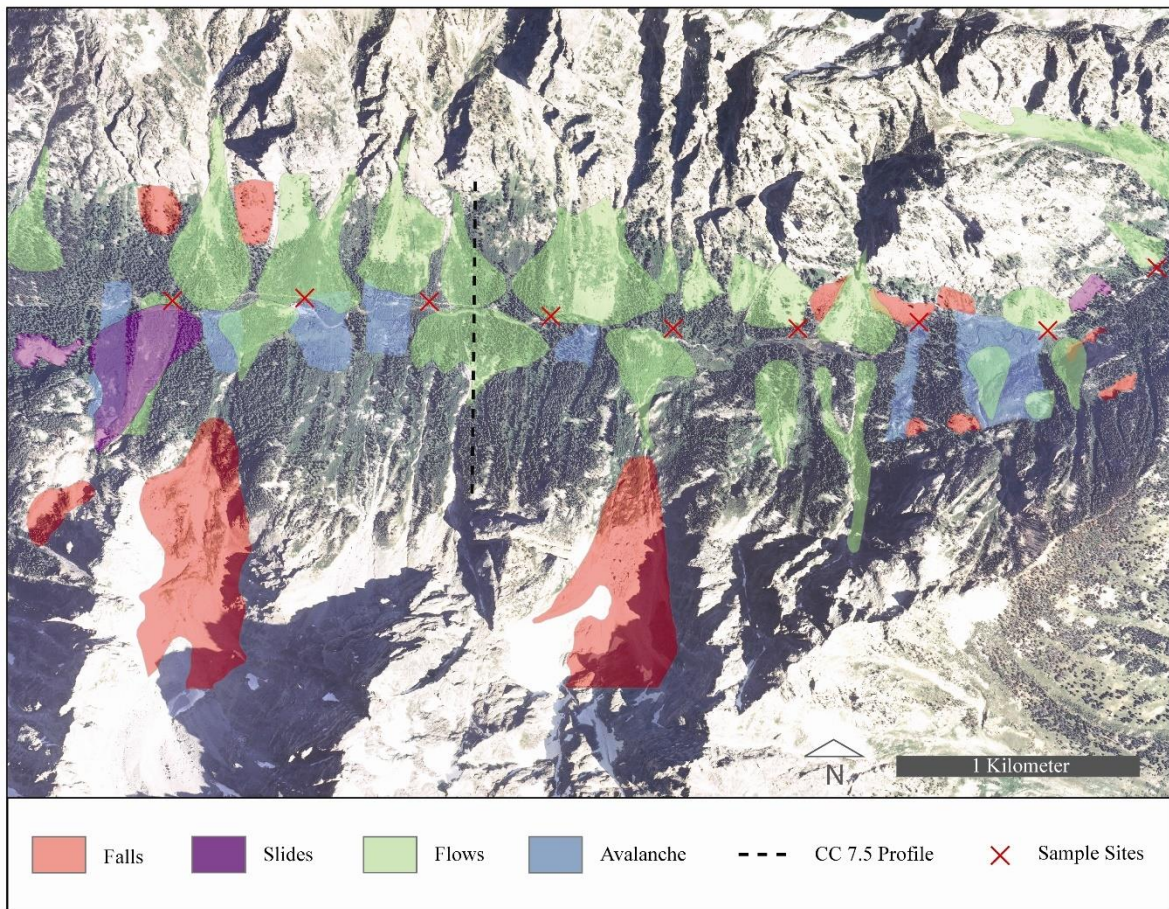 N
1 Kilometer
Falls
Slides
Flows
Avalanche
CC 7.5 Profile
Sample Sites